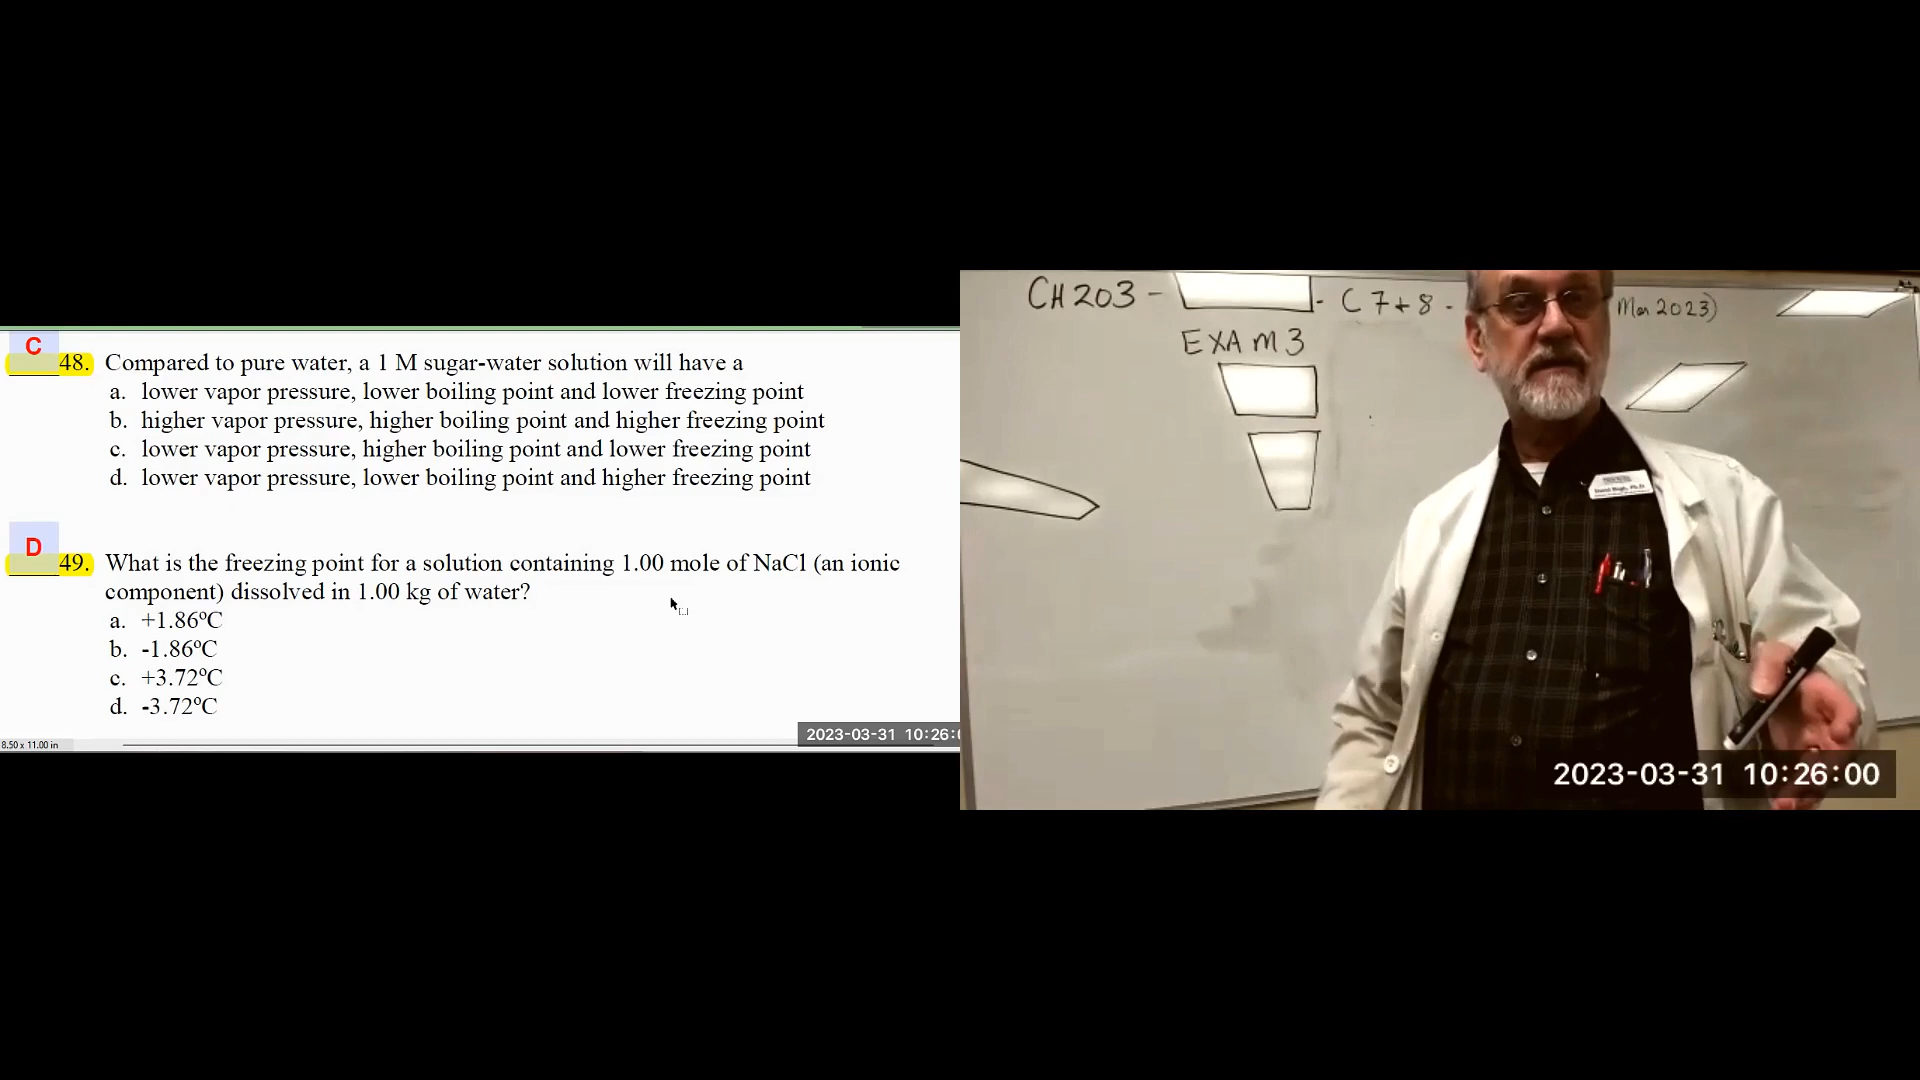 C
48. Compared to pure water, a 1 M sugar-water solution will have a
a. lower vapor pressure, lower boiling point and lower freezing point
b. higher vapor pressure, higher boiling point and higher freezing point
c. lower vapor pressure, higher boiling point and lower freezing point
d. lower vapor pressure, lower boiling point and higher freezing point
D
49. What is the freezing point for a solution containing 1.00 mole of NaCl (an ionic
component) dissolved in 1.00 kg of water?
a. +1.86ºC
b. -1.86ºC
c. +3.72ºC
d. -3.72ºC
8.50 x 11.00 in
2023-03-31 10:26:
CH203 - - C 7+8 - Mar 2023)
EXAM 3
2023-03-31 10:26:00